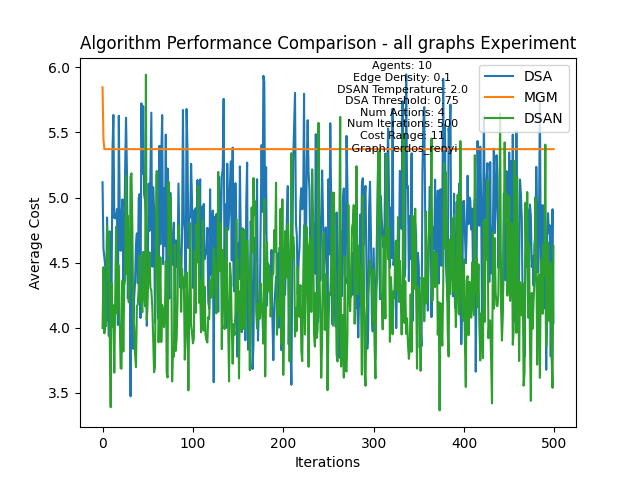 Algorithm Performance Comparison - all graphs Experiment
Agents: 10
Edge Density: 0.1
DSAN Temperature: 2.0
DSA Threshold: 0.75
Num Actions: 4
Num Iterations: 500
Cost Range: 11
Graph: erdos_renyi
DSA
MGM
DSAN
Average Cost
6.0
5.5
5.0
4.5
4.0
3.5
0
100
200
300
400
500
Iterations